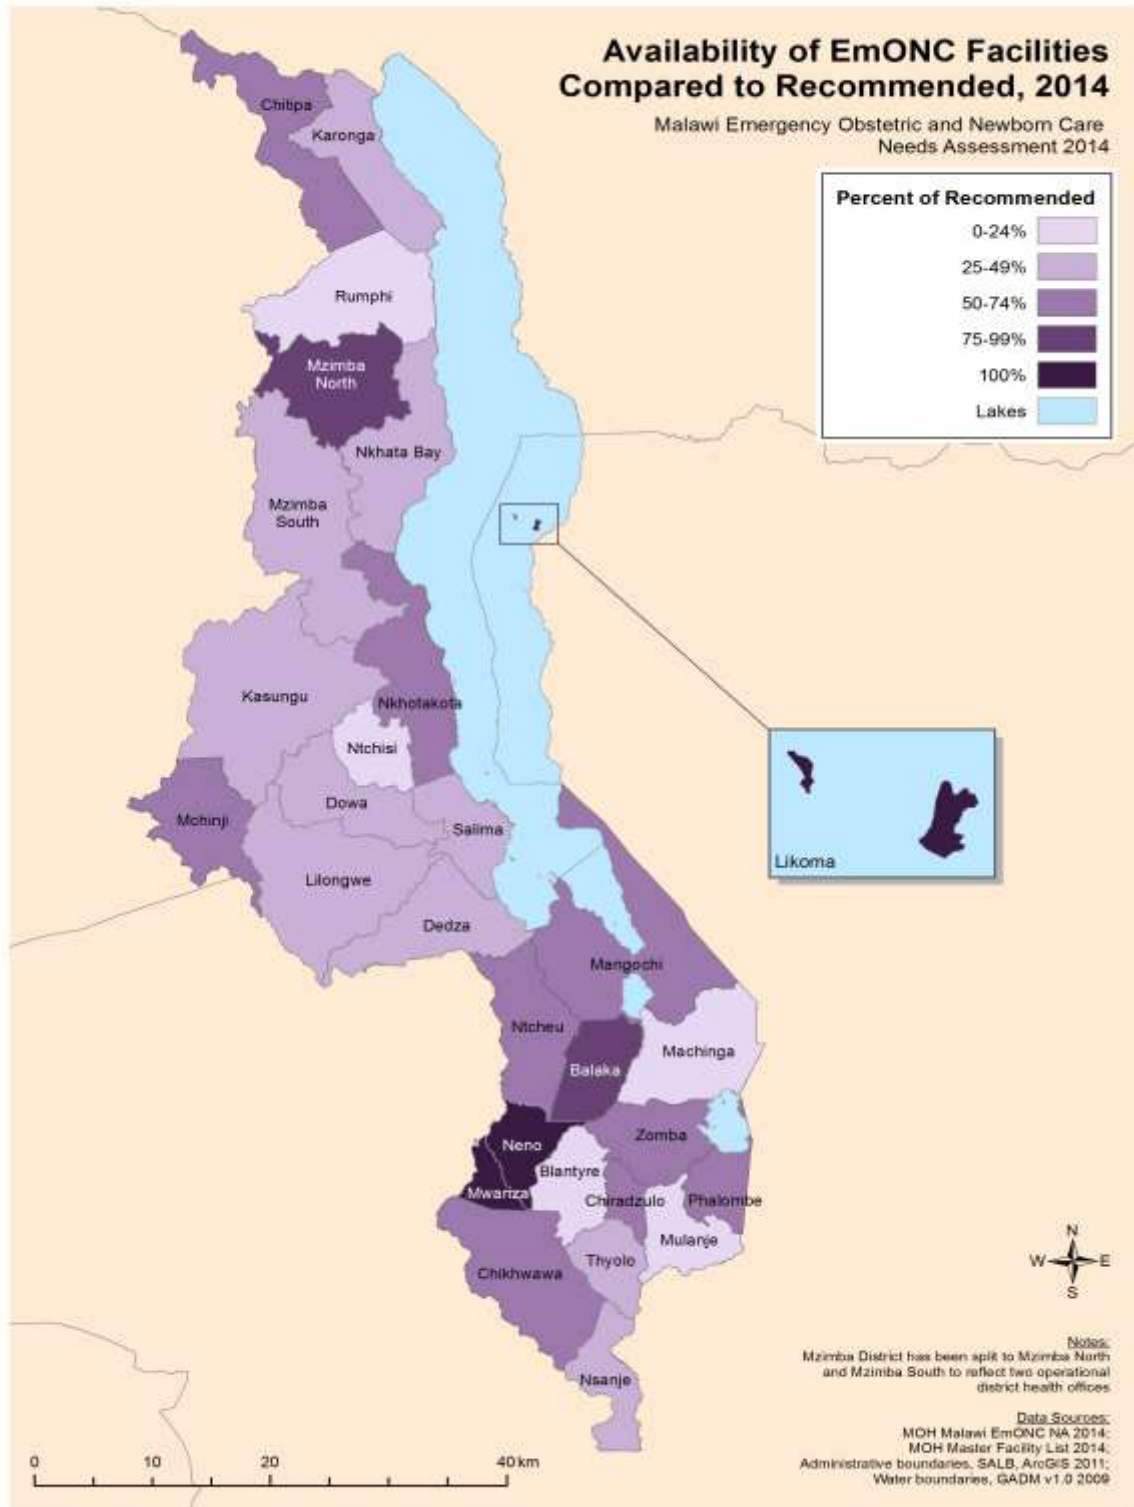 Availability of EmONC Facilities
Compared to Recommended, 2014
Malawi Emergency Obstetric and Newborn Care
Needs Assessment 2014
Percent of Recommended
0-24%
25-49%
50-74%
75-99%
100%
Lakes
Chitipa
Karonga
Rumphi
Mzimba
North
Nkhata Bay
Mzimba
South
Kasungu
Nkhotakota
Ntchisi
Dowa
Mchinji
Salima
Likoma
Lilongwe
Dedza
Mangochi
Ntcheu
Machinga
Balaka
Zomba
Neno
Blantyre
Mwanza
Chiradzulo
Phalombe
Mulanje
Thyolo
Chikhwawa
Nsanje
N
W
E
S
Notes:
Mzimba District has been split to Mzimba North
and Mzimba South to reflect two operational
district health offices
Data Sources:
MOH Malawi EmONC NA 2014;
MOH Master Facility List 2014;
Administrative boundaries, SALB, ArcGIS 2011;
Water boundaries, GADM v1.0 2009
0 10 20 40 km